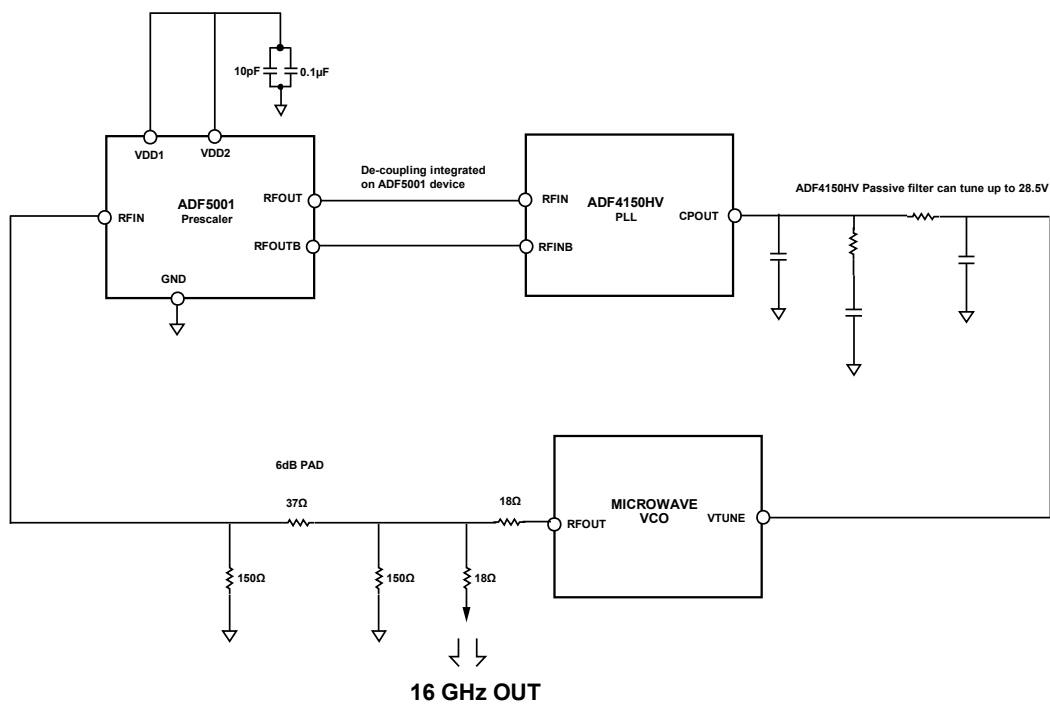 10pF
0.1µF
VDD1
VDD2
ADF5001
Prescaler
RFIN
RFOUT
RFOUTB
GND
De-coupling integrated
on ADF5001 device
RFIN
RFINB
ADF4150HV
PLL
CPOUT
ADF4150HV Passive filter can tune up to 28.5V
6dB PAD
37Ω
18Ω
150Ω
150Ω
18Ω
RFOUT
MICROWAVE
VCO
VTUNE
16 GHz OUT